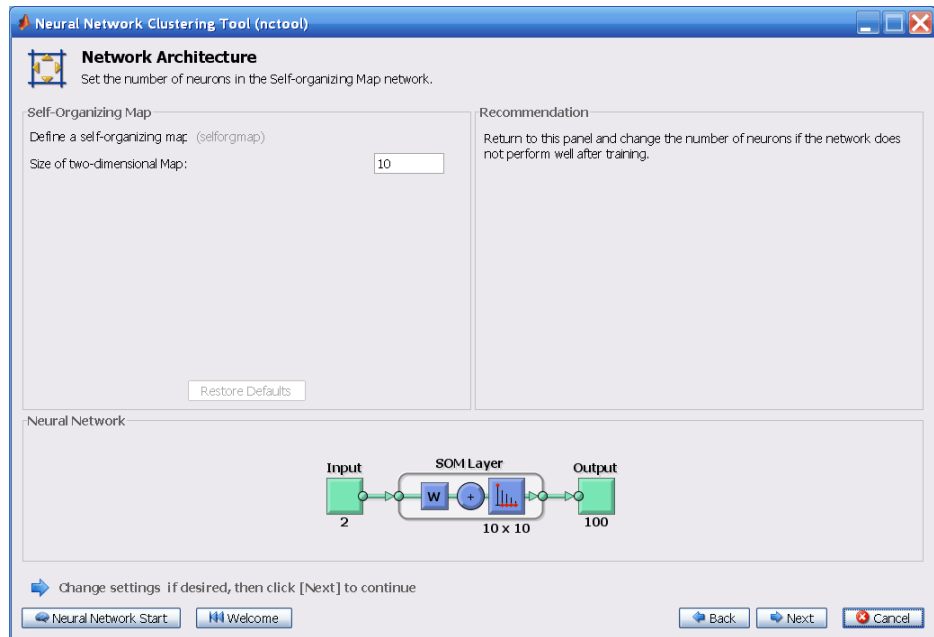 Neural Network Clustering Tool (nctool)
Network Architecture
Set the number of neurons in the Self-organizing Map network.
Self-Organizing Map
Define a self-organizing map (selforgmap)
Size of two-dimensional Map: 10
Restore Defaults
Recommendation
Return to this panel and change the number of neurons if the network does
not perform well after training.
Neural Network
Input
SOM Layer
Output
W
+
2
10 x 10
100
Change settings if desired, then click [Next] to continue
Neural Network Start
Welcome
Back
Next
Cancel